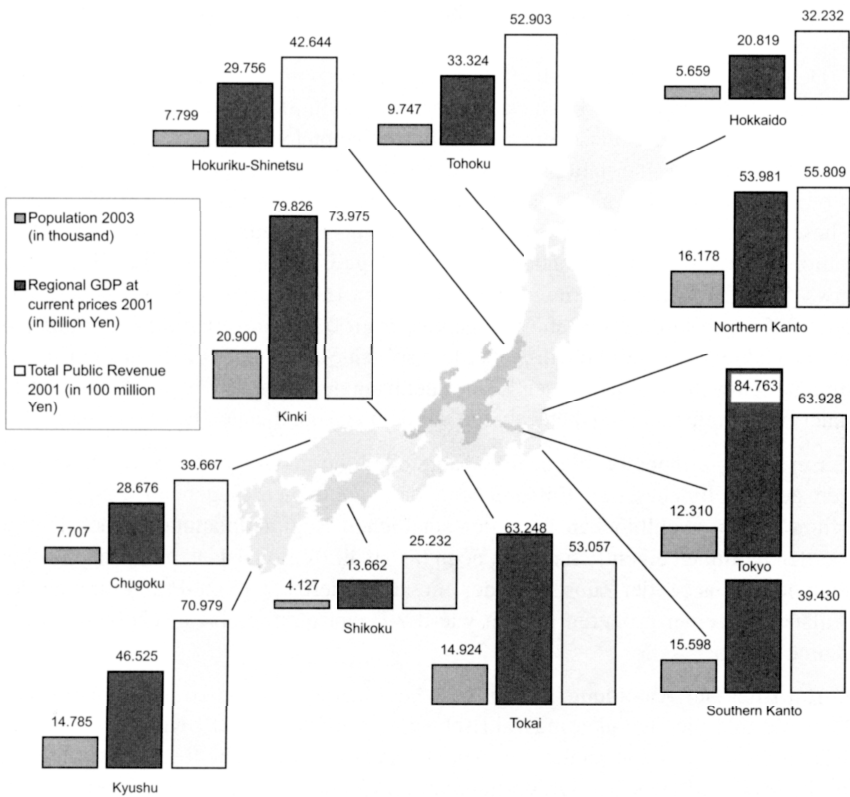 52.903
32.232
42.644
33.324
20.819
29.756
9.747
5.659
7.799
Hokkaido
Hokuriku-Shinetsu
Tohoku
53.981
55.809
Population 2003
(in thousand)
Regional GDP at
current prices 2001
(in billion Yen)
Total Public Revenue
2001 (in 100 million
Yen)
79.826
73.975
20.900
Kinki
16.178
Northern Kanto
84.763
63.928
12.310
Tokyo
39.667
28.676
7.707
Chugoku
25.232
13.662
4.127
Shikoku
63.248
53.057
14.924
Tokai
39.430
15.598
Southern Kanto
70.979
46.525
14.785
Kyushu